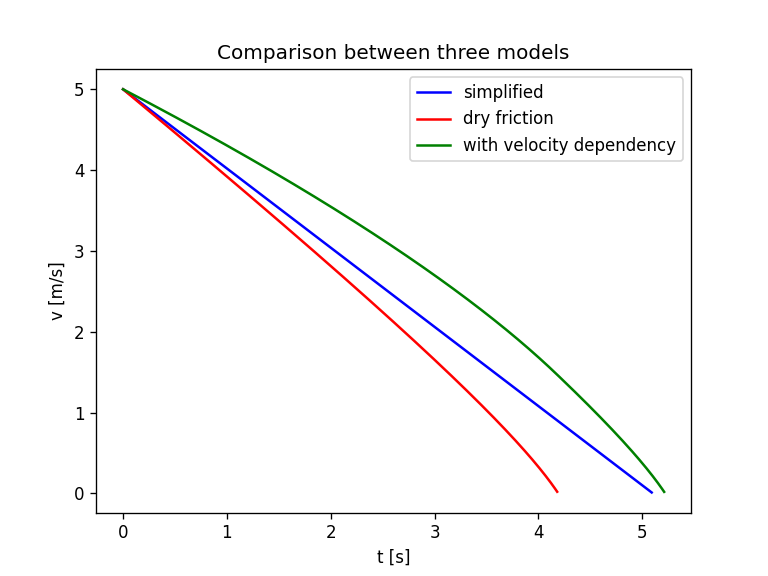 Comparison between three models
simplified
dry friction
with velocity dependency
5
4
3
2
1
0
v [m/s]
0 1 2 3 4 5
t [s]